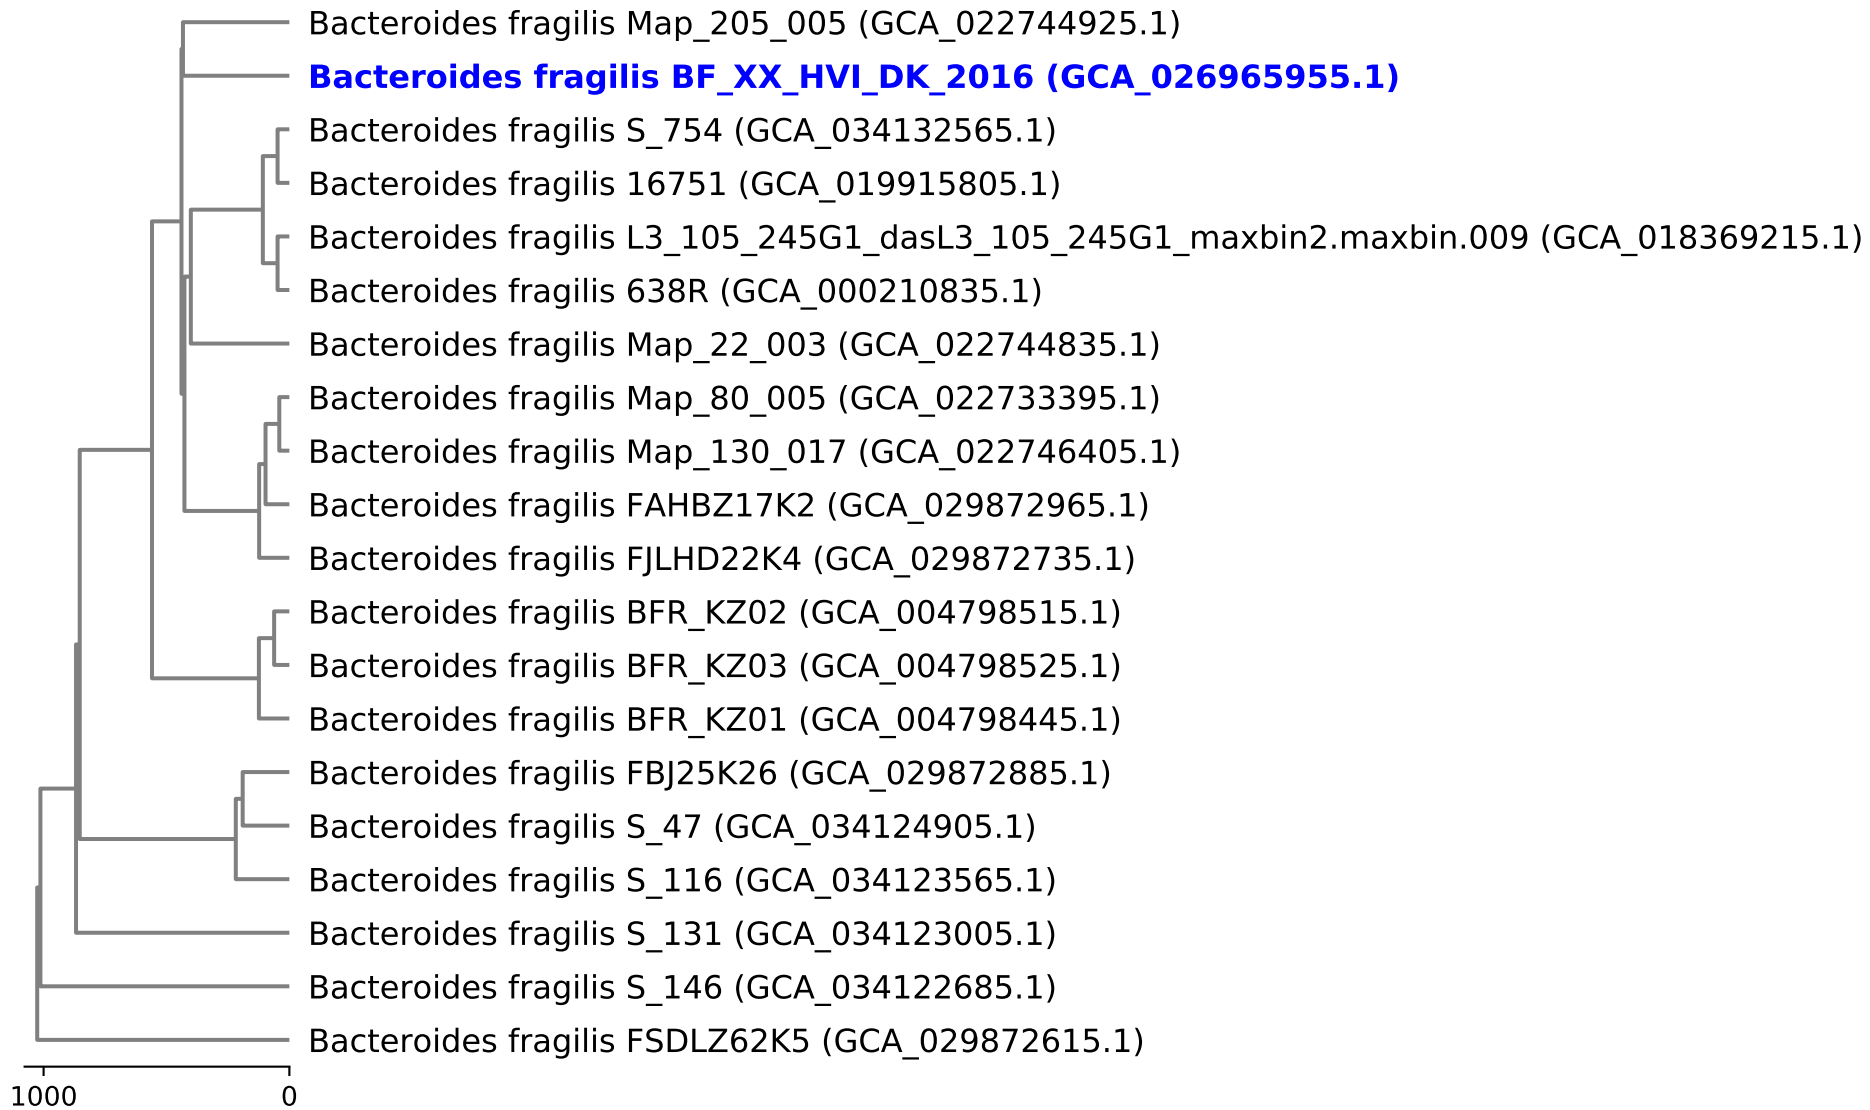 Bacteroides fragilis Map_205_005 (GCA_022744925.1)
Bacteroides fragilis BF_XX_HVI_DK_2016 (GCA_026965955.1)
Bacteroides fragilis S_754 (GCA_034132565.1)
Bacteroides fragilis 16751 (GCA_019915805.1)
Bacteroides fragilis L3_105_245G1_dasL3_105_245G1_maxbin2.maxbin.009 (GCA_018369215.1)
Bacteroides fragilis 638R (GCA_000210835.1)
Bacteroides fragilis Map_22_003 (GCA_022744835.1)
Bacteroides fragilis Map_80_005 (GCA_022733395.1)
Bacteroides fragilis Map_130_017 (GCA_022746405.1)
Bacteroides fragilis FAHBZ17K2 (GCA_029872965.1)
Bacteroides fragilis FJLHD22K4 (GCA_029872735.1)
Bacteroides fragilis BFR_KZ02 (GCA_004798515.1)
Bacteroides fragilis BFR_KZ03 (GCA_004798525.1)
Bacteroides fragilis BFR_KZ01 (GCA_004798445.1)
Bacteroides fragilis FBJ25K26 (GCA_029872885.1)
Bacteroides fragilis S_47 (GCA_034124905.1)
Bacteroides fragilis S_116 (GCA_034123565.1)
Bacteroides fragilis S_131 (GCA_034123005.1)
Bacteroides fragilis S_146 (GCA_034122685.1)
Bacteroides fragilis FSDLZ62K5 (GCA_029872615.1)
1000 0